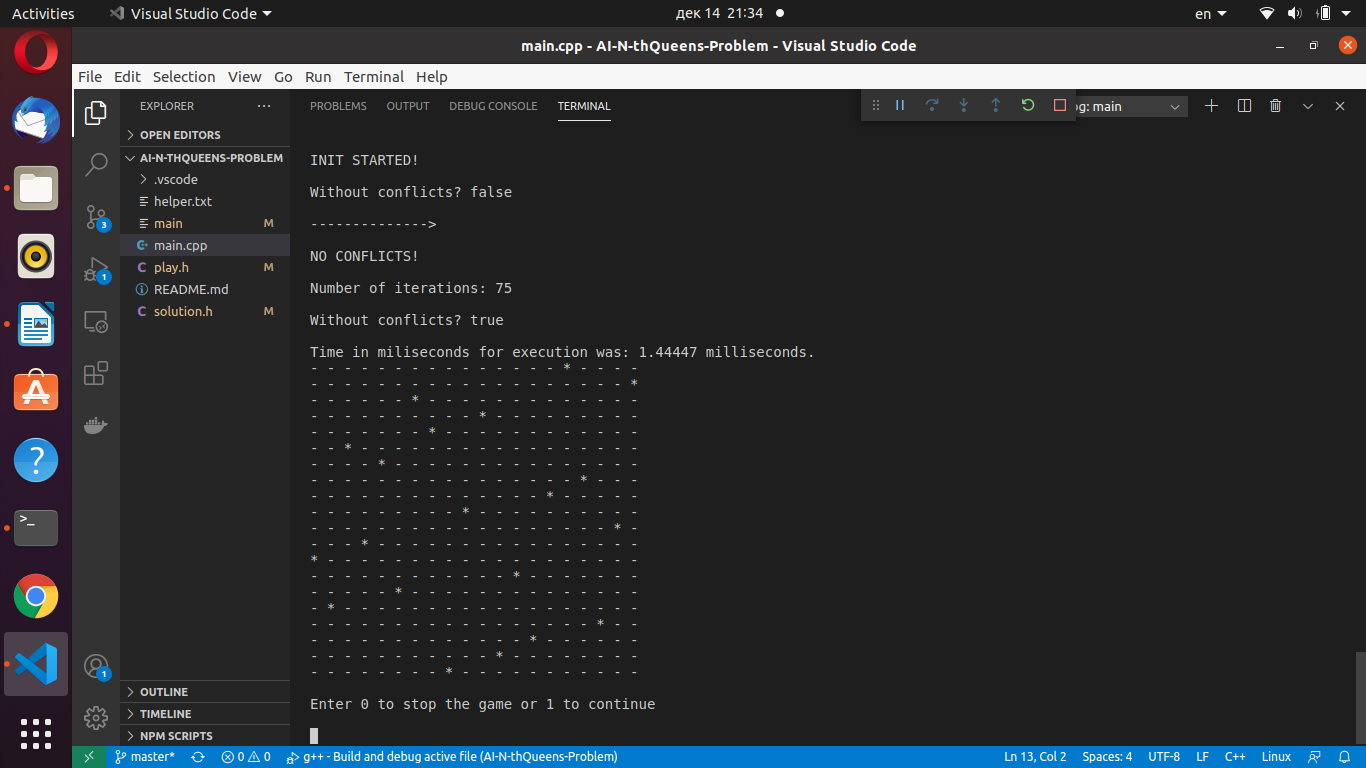 Activities
Visual Studio Code
дек 14 21:34
en
main.cpp - AI-N-thQueens-Problem - Visual Studio Code
File Edit Selection View Go Run Terminal Help
EXPLORER
OPEN EDITORS
AI-N-THQUEENS-PROBLEM
.vscode
helper.txt
main M
main.cpp
play.h M
README.md
solution.h M
OUTLINE
TIMELINE
NPM SCRIPTS
3
1
1
PROBLEMS OUTPUT DEBUG CONSOLE TERMINAL
: main
INIT STARTED!
Without conflicts? false
-------------->
NO CONFLICTS!
Number of iterations: 75
Without conflicts? true
Time in miliseconds for execution was: 1.44447 milliseconds.
- - - - - - - - - - - - - - - * - - - -
- - - - - - - - - - - - - - - - - - - *
- - - - - - * - - - - - - - - - - - - -
- - - - - - - - - - * - - - - - - - - -
- - - - - - - * - - - - - - - - - - - -
- - * - - - - - - - - - - - - - - - - -
- - - - * - - - - - - - - - - - - - - -
- - - - - - - - - - - - - - - - * - - -
- - - - - - - - - - - - - - * - - - - -
- - - - - - - - - * - - - - - - - - - -
- - - - - - - - - - - - - - - - - - * -
- - - * - - - - - - - - - - - - - - - -
* - - - - - - - - - - - - - - - - - - -
- - - - - - - - - - - - * - - - - - - -
- - - - - * - - - - - - - - - - - - - -
- * - - - - - - - - - - - - - - - - - -
- - - - - - - - - - - - - - - - - * - -
- - - - - - - - - - - - - * - - - - - -
- - - - - - - - - - - * - - - - - - - -
- - - - - - - - * - - - - - - - - - - -
Enter 0 to stop the game or 1 to continue
master* 0 0 g++ - Build and debug active file (AI-N-thQueens-Problem) Ln 13, Col 2 Spaces: 4 UTF-8 LF C++ Linux